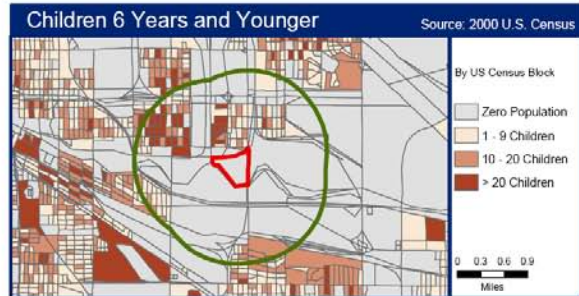 Children 6 Years and Younger
Source: 2000 U.S. Census
By US Census Block
Zero Population
1 - 9 Children
10 - 20 Children
> 20 Children
0 0.3 0.6 0.9
Miles